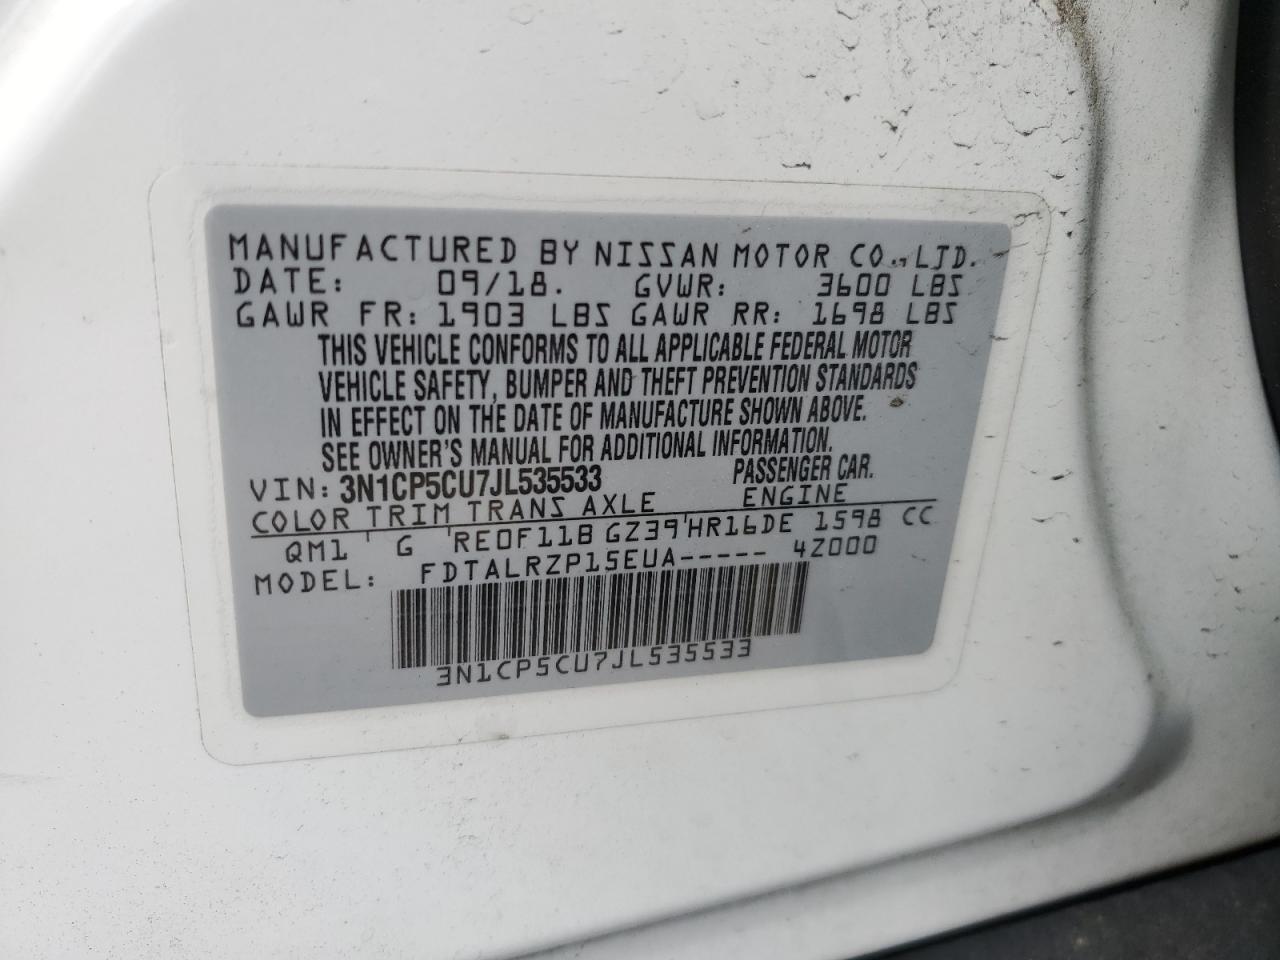 MANUFACTURED BY NISSAN MOTOR CO., LTD.
DATE: 09/18. GVWR: 3600 LBS
GAWR FR: 1903 LBS GAWR RR: 1698 LBS
THIS VEHICLE CONFORMS TO ALL APPLICABLE FEDERAL MOTOR
VEHICLE SAFETY, BUMPER AND THEFT PREVENTION STANDARDS
IN EFFECT ON THE DATE OF MANUFACTURE SHOWN ABOVE.
SEE OWNER'S MANUAL FOR ADDITIONAL INFORMATION.
VIN: 3N1CP5CU7JL535533 PASSENGER CAR.
COLOR TRIM TRANS AXLE ENGINE
QM1 ' G 'RE0F11B GZ39'HR16DE 1598 CC
MODEL: FDTALRZP15EUA----- 4Z000
3N1CP5CU7JL535533